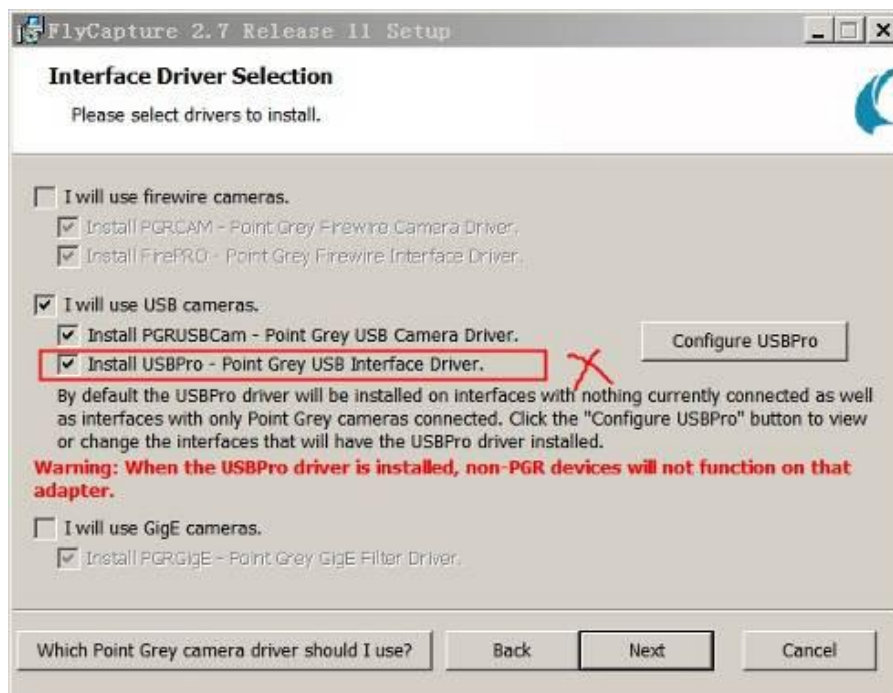 FlyCapture 2.7 Release 11 Setup
Interface Driver Selection
Please select drivers to install.
I will use firewire cameras.
Install PGRCAM - Point Grey Firewire Camera Driver.
Install FirePRO - Point Grey Firewire Interface Driver.
I will use USB cameras.
Install PGRUSBCam - Point Grey USB Camera Driver.
Configure USBPro
Install USBPro - Point Grey USB Interface Driver.
By default the USBPro driver will be installed on interfaces with nothing currently connected as well
as interfaces with only Point Grey cameras connected. Click the "Configure USBPro" button to view
or change the interfaces that will have the USBPro driver installed.
Warning: When the USBPro driver is installed, non-PGR devices will not function on that
adapter.
I will use GigE cameras.
Install PGRGigE - Point Grey GigE Filter Driver.
Which Point Grey camera driver should I use?
Back
Next
Cancel